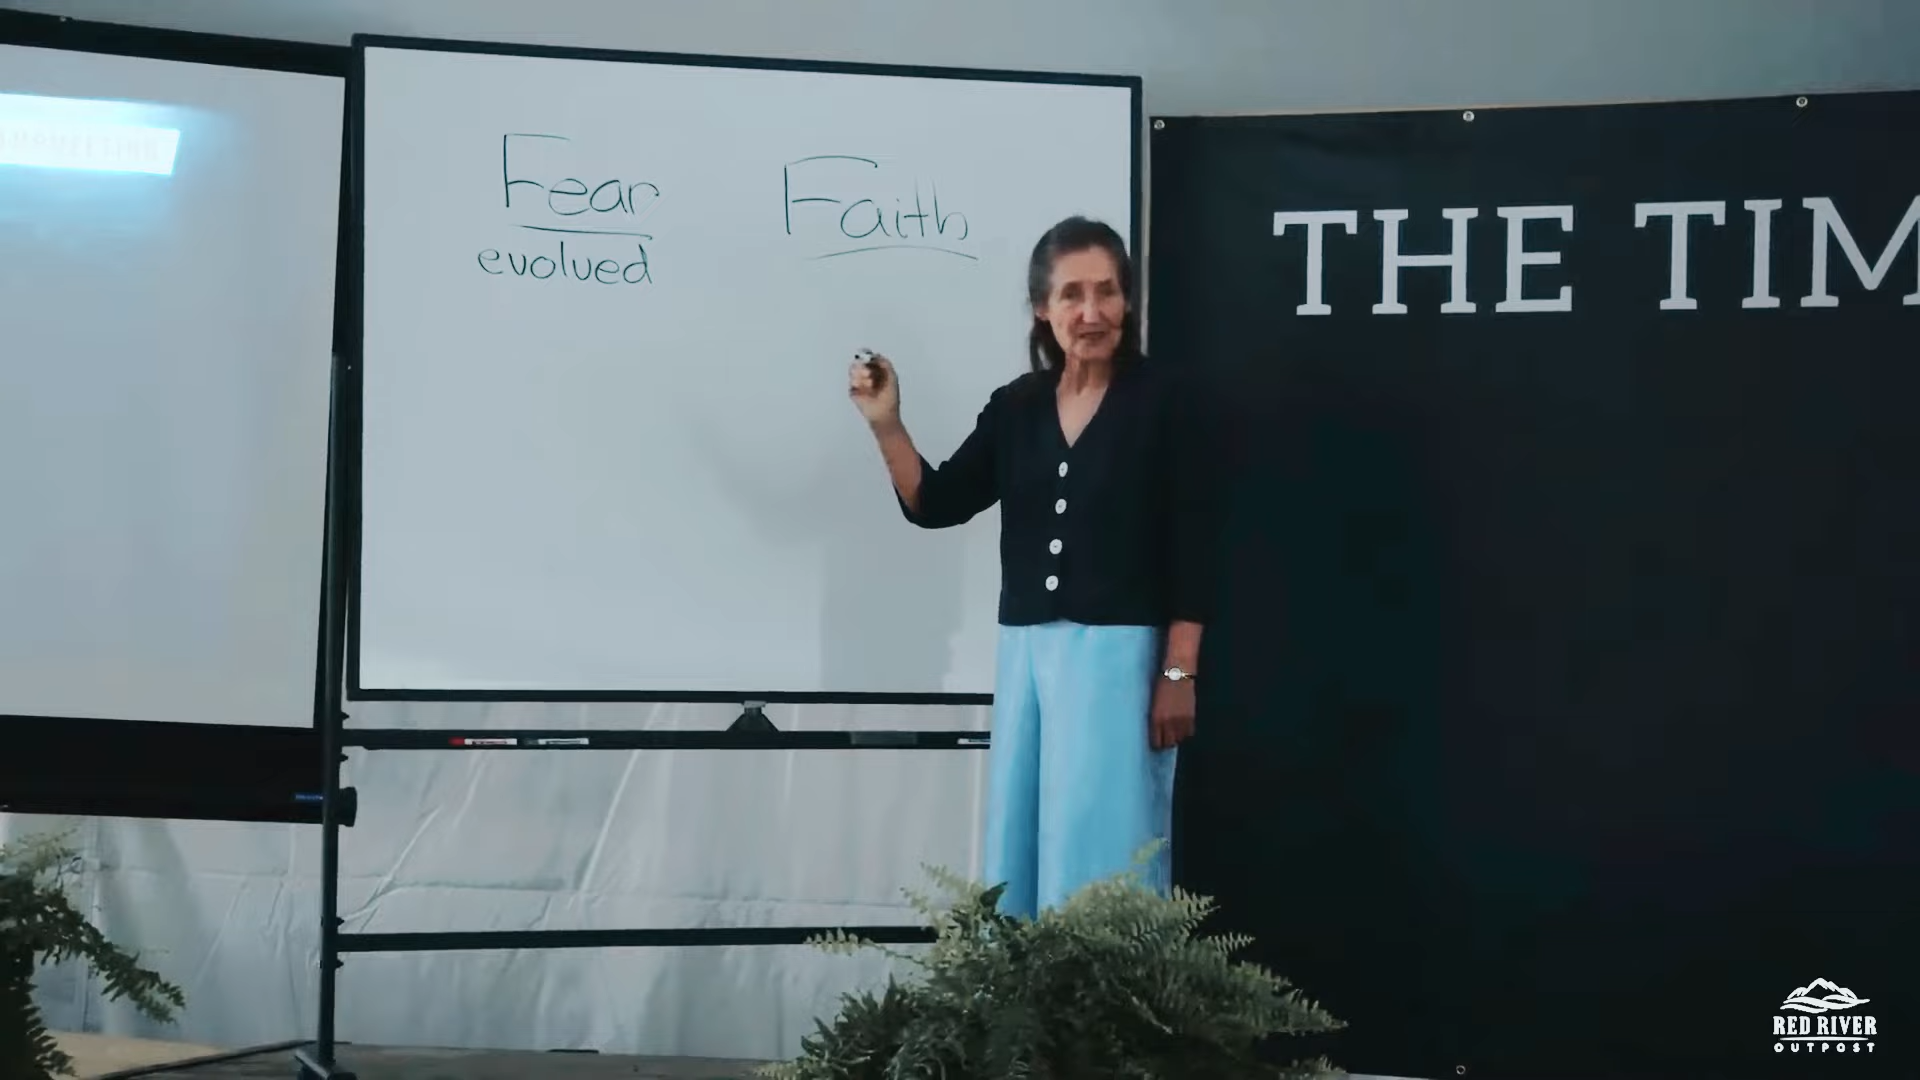 Fear
evolved
Faith
THE TIM
RED RIVER
OUTPOST